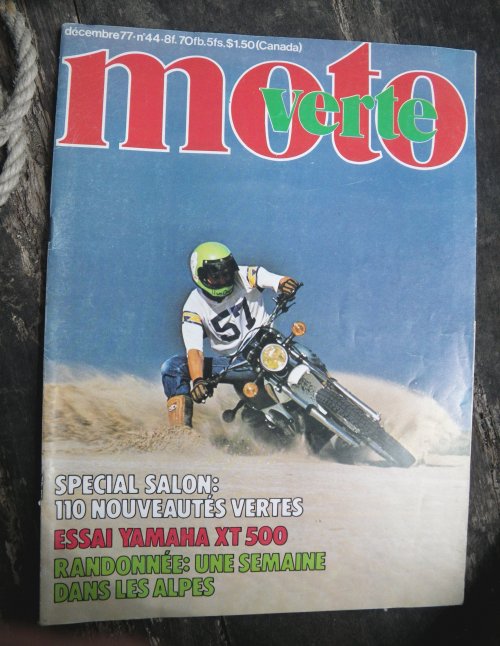 décembre 77·n°44·8f.70fb.5fs.$1.50(Canada)
moto
verte
57
SPECIAL SALON:
110 NOUVEAUTÉS VERTES
ESSAI YAMAHA XT 500
RANDONNÉE: UNE SEMAINE
DANS LES ALPES